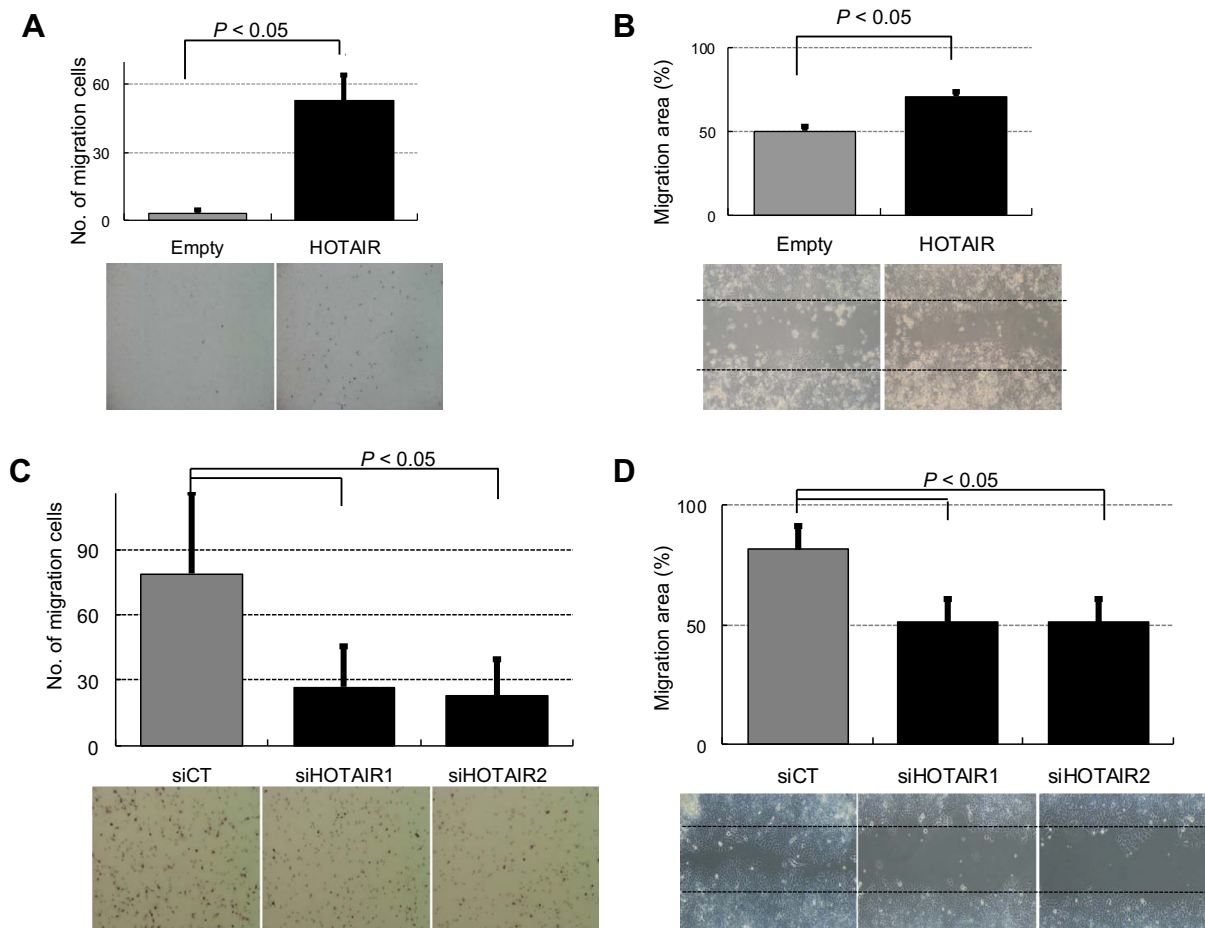 A
P < 0.05
No. of migration cells
60
30
0
Empty HOTAIR
B
P < 0.05
Migration area (%)
100
50
0
Empty HOTAIR
C
P < 0.05
No. of migration cells
90
60
30
0
siCT siHOTAIR1 siHOTAIR2
D
P < 0.05
Migration area (%)
100
50
0
siCT siHOTAIR1 siHOTAIR2